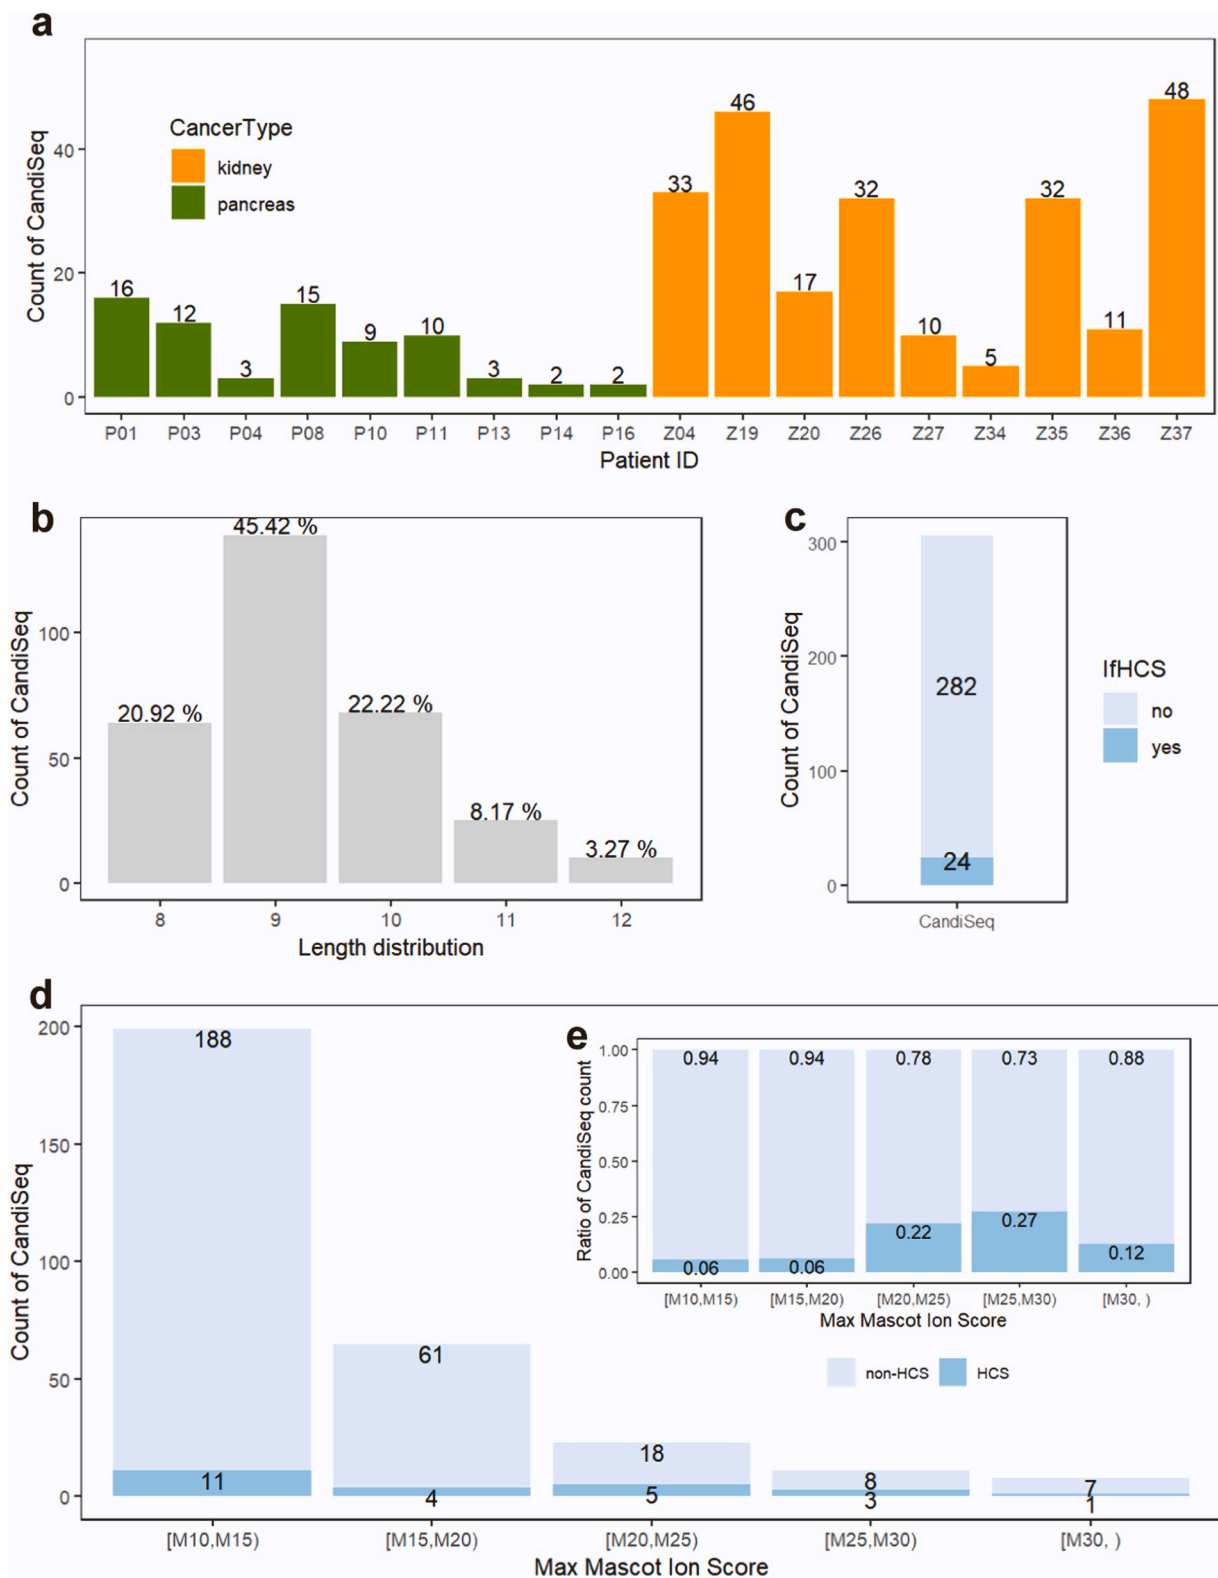 a
CancerType
kidney
pancreas
Count of CandiSeq
40
20
0
16
12
3
15
9
10
3
2
2
33
46
17
32
10
5
32
11
48
P01 P03 P04 P08 P10 P11 P13 P14 P16 Z04 Z19 Z20 Z26 Z27 Z34 Z35 Z36 Z37
Patient ID
b
Count of CandiSeq
100
50
0
20.92 %
45.42 %
22.22 %
8.17 %
3.27 %
8 9 10 11 12
Length distribution
c
Count of CandiSeq
300
200
100
0
282
24
CandiSeq
IfHCS
no
yes
d
Count of CandiSeq
200
150
100
50
0
188
11
61
4
18
5
8
3
7
1
[M10,M15) [M15,M20) [M20,M25) [M25,M30) [M30, )
Max Mascot Ion Score
e
Ratio of CandiSeq count
1.00
0.75
0.50
0.25
0.00
0.94 0.94 0.78 0.73 0.88
0.06 0.06 0.22 0.27 0.12
[M10,M15) [M15,M20) [M20,M25) [M25,M30) [M30, )
Max Mascot Ion Score
non-HCS HCS